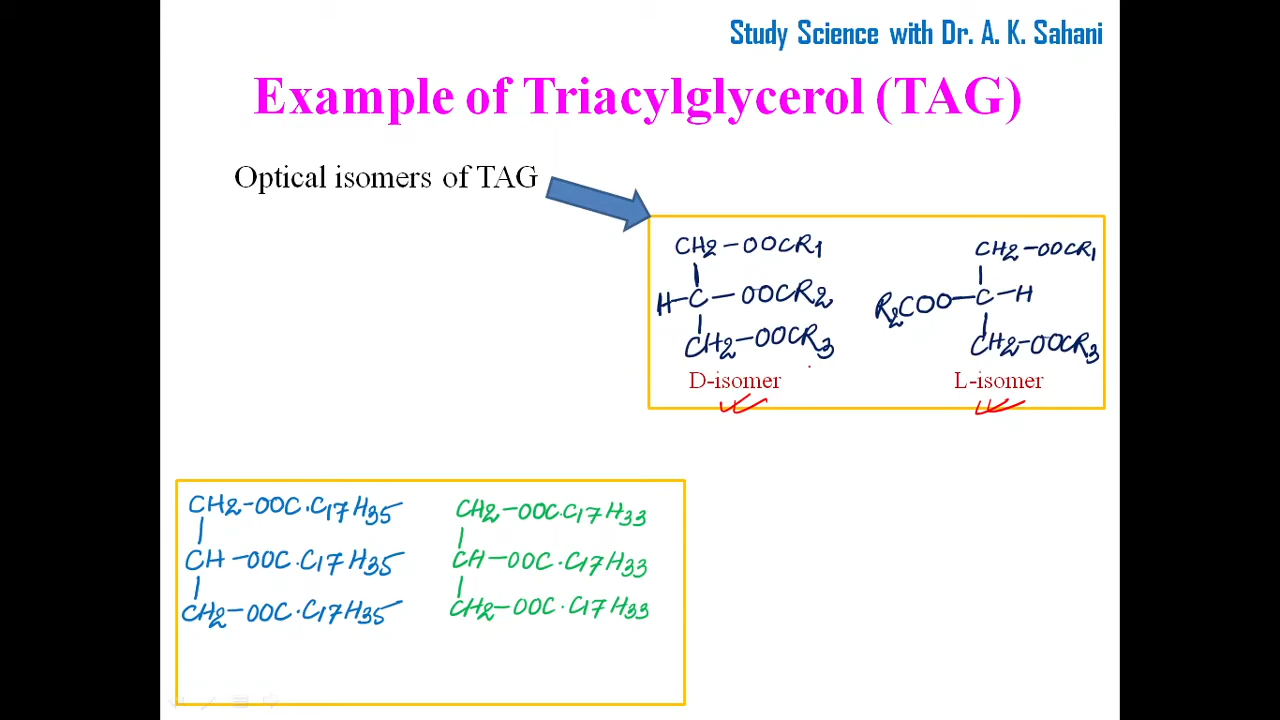 Study Science with Dr. A. K. Sahani
Example of Triacylglycerol (TAG)
Optical isomers of TAG
CH2-OOCR1
H-C-OOCR2
CH2-OOCR3
D-isomer
CH2-OOCR1
R2COO-C-H
CH2-OOCR3
L-isomer
CH2-OOC.C17H35
CH-OOC.C17H35
CH2-OOC.C17H35
CH2-OOC.C17H33
CH-OOC.C17H33
CH2-OOC.C17H33